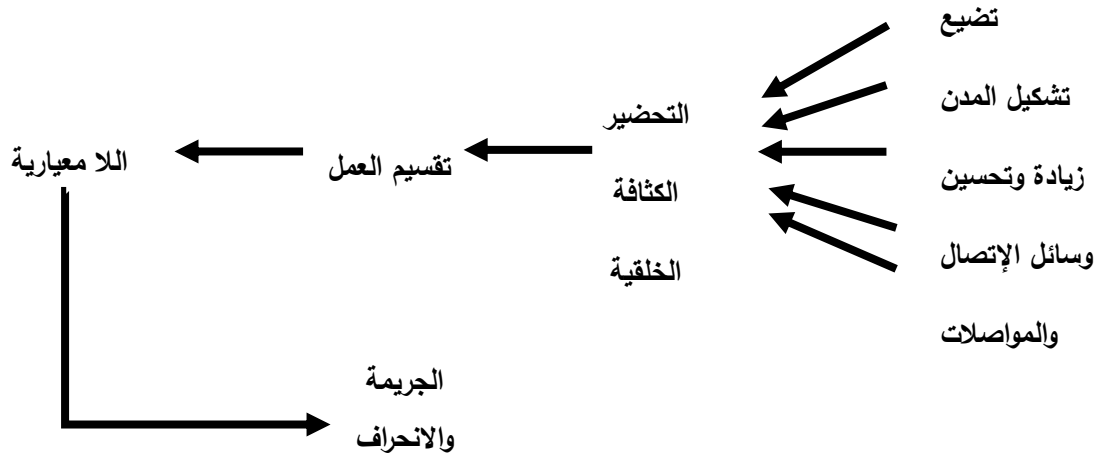 تضيع
تشكيل المدن
زيادة وتحسين
وسائل الإتصال
والمواصلات
التحضير
الكثافة
الخلقية
تقسيم العمل
اللا معيارية
الجريمة
والانحراف